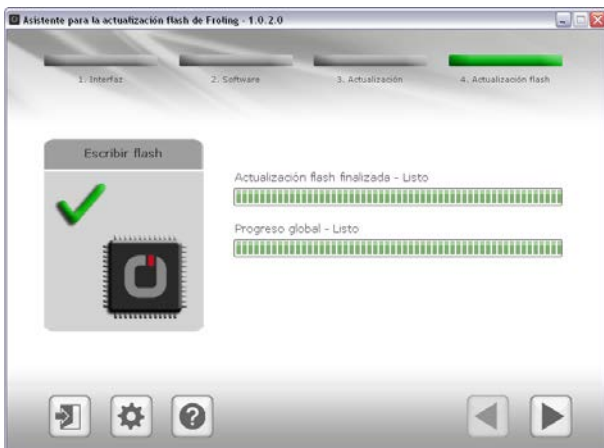 Asistente para la actualización flash de Froling - 1.0.2.0
1. Interfaz
2. Software
3. Actualización
4. Actualización flash
Escribir flash
Actualización flash finalizada - Listo
Progreso global - Listo